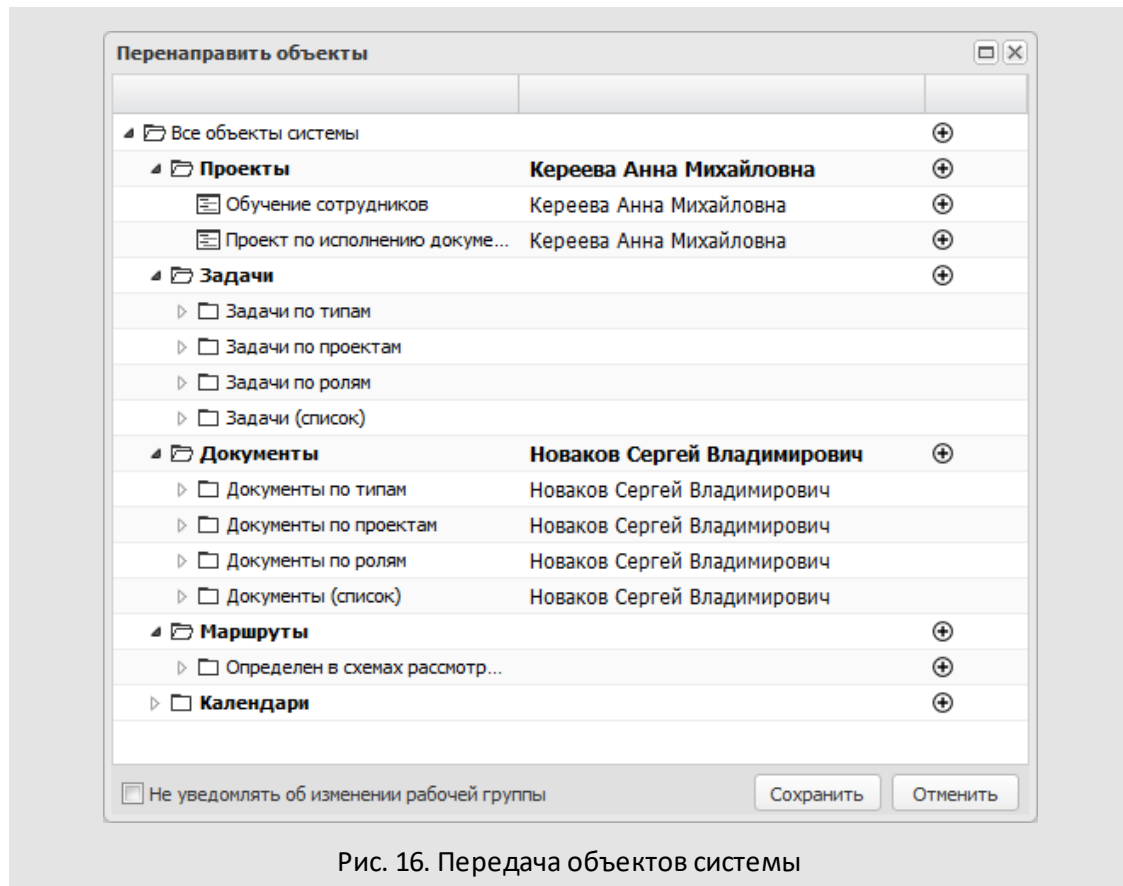 Перенаправить объекты
Все объекты системы
Проекты Кереева Анна Михайловна
Обучение сотрудников Кереева Анна Михайловна
Проект по исполнению докуме... Кереева Анна Михайловна
Задачи
Задачи по типам
Задачи по проектам
Задачи по ролям
Задачи (список)
Документы Новаков Сергей Владимирович
Документы по типам Новаков Сергей Владимирович
Документы по проектам Новаков Сергей Владимирович
Документы по ролям Новаков Сергей Владимирович
Документы (список) Новаков Сергей Владимирович
Маршруты
Определен в схемах рассмотр...
Календари
Не уведомлять об изменении рабочей группы Сохранить Отменить
Рис. 16. Передача объектов системы